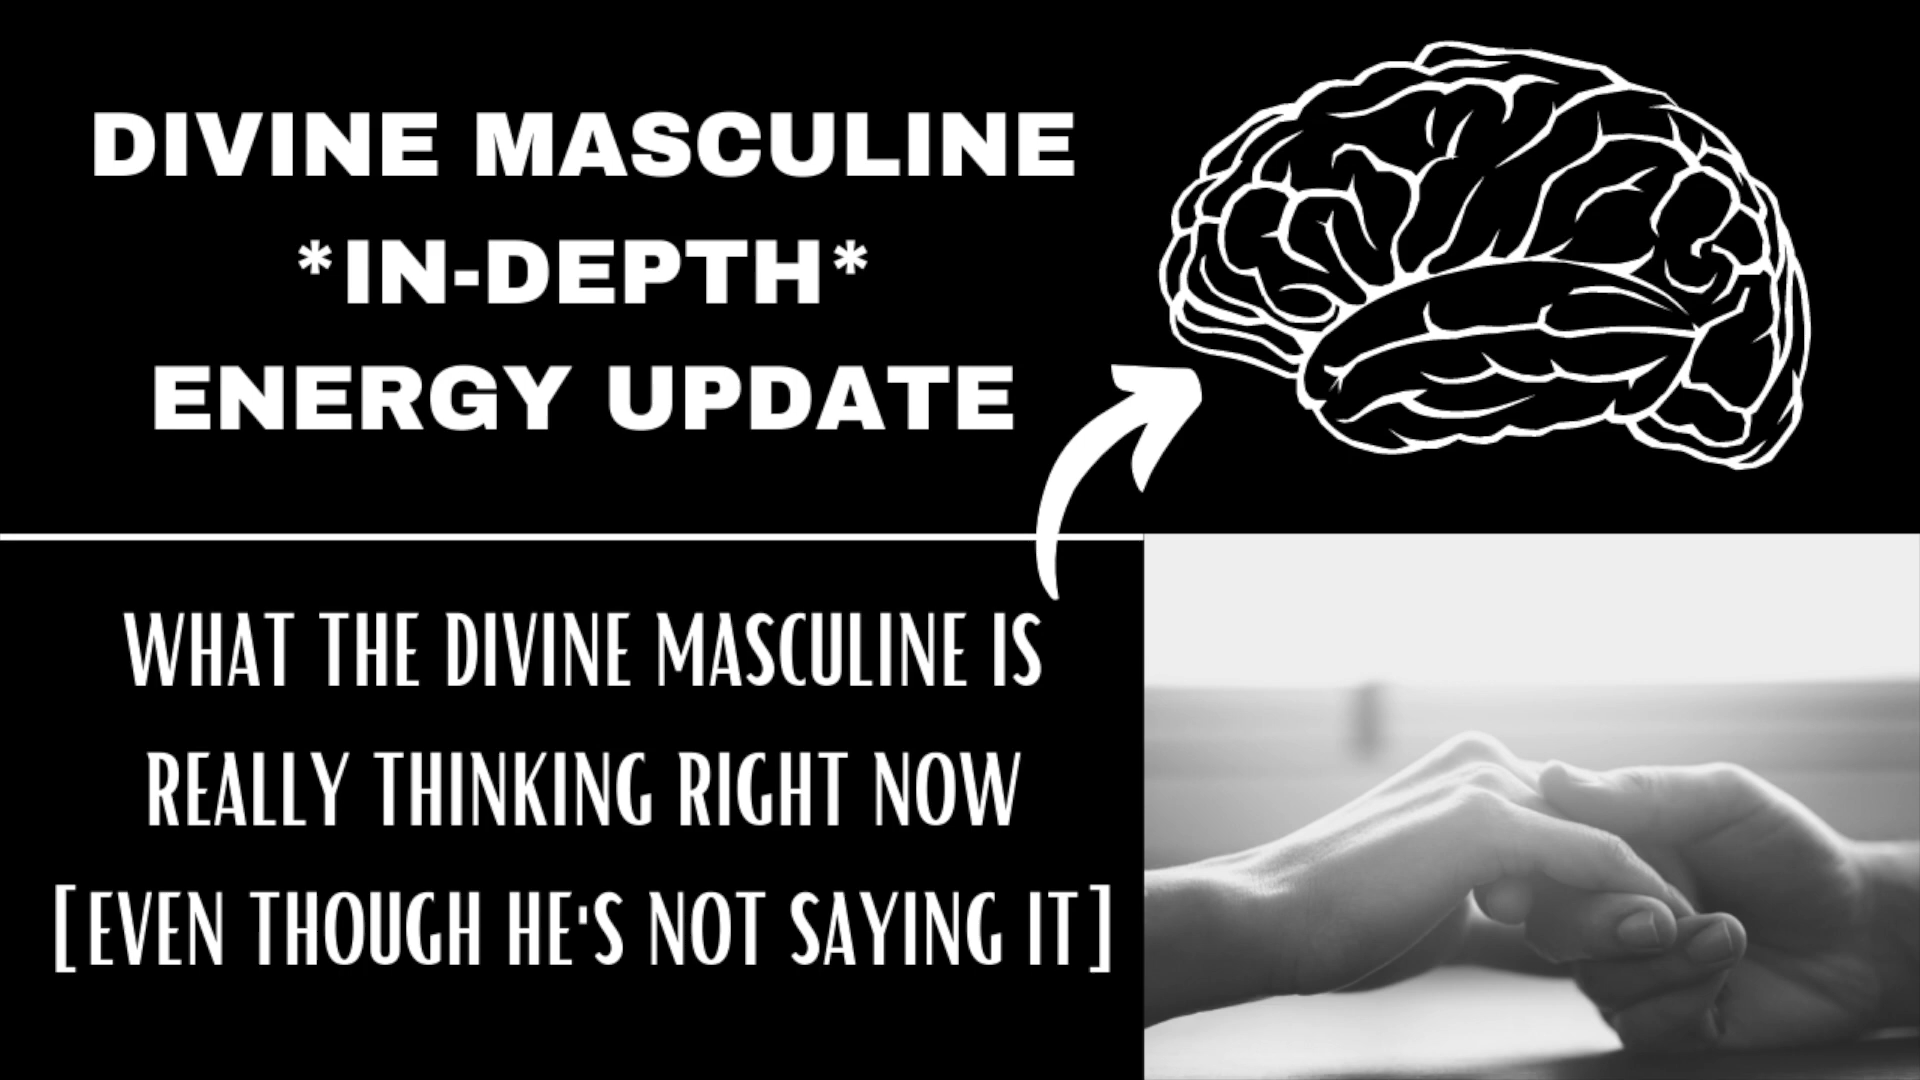 DIVINE MASCULINE
*IN-DEPTH*
ENERGY UPDATE
WHAT THE DIVINE MASCULINE IS
REALLY THINKING RIGHT NOW
[EVEN THOUGH HE'S NOT SAYING IT]